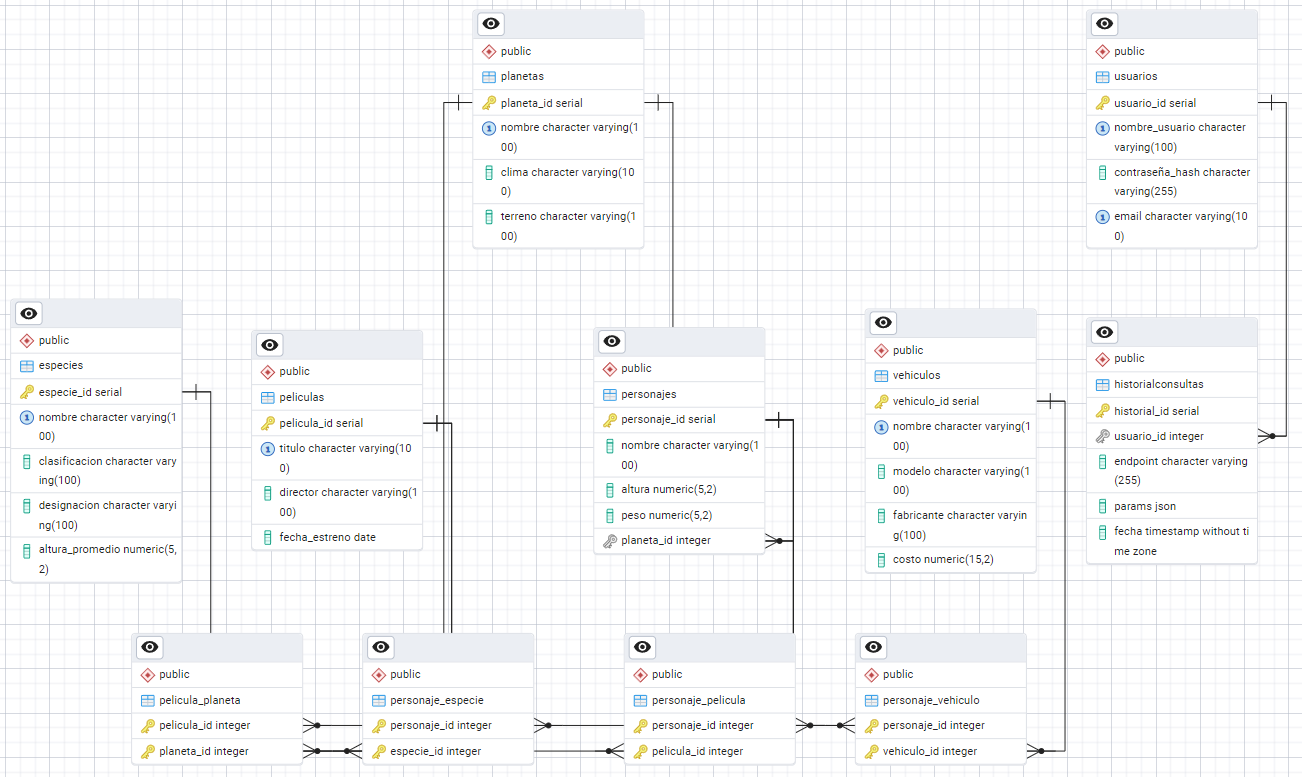 public
planetas
planeta_id serial
nombre character varying(1
00)
clima character varying(10
0)
terreno character varying(1
00)
public
usuarios
usuario_id serial
nombre_usuario character
varying(100)
contraseña_hash character
varying(255)
email character varying(10
0)
public
especies
especie_id serial
nombre character varying(1
00)
clasificacion character vary
ing(100)
designacion character varyi
ng(100)
altura_promedio numeric(5,
2)
public
peliculas
pelicula_id serial
titulo character varying(10
0)
director character varying(1
00)
fecha_estreno date
public
personajes
personaje_id serial
nombre character varying(1
00)
altura numeric(5,2)
peso numeric(5,2)
planeta_id integer
public
vehiculos
vehiculo_id serial
nombre character varying(1
00)
modelo character varying(1
00)
fabricante character varyin
g(100)
costo numeric(15,2)
public
historialconsultas
historial_id serial
usuario_id integer
endpoint character varying
(255)
params json
fecha timestamp without ti
me zone
public
pelicula_planeta
pelicula_id integer
planeta_id integer
public
personaje_especie
personaje_id integer
especie_id integer
public
personaje_pelicula
personaje_id integer
pelicula_id integer
public
personaje_vehiculo
personaje_id integer
vehiculo_id integer